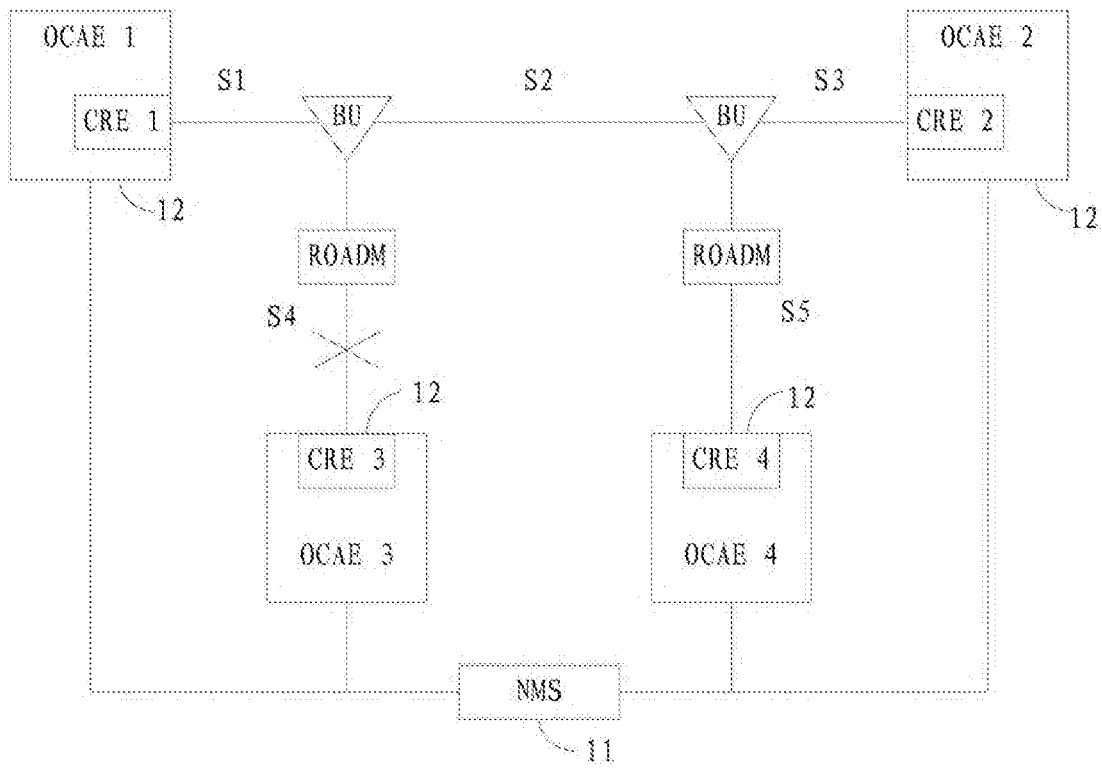 OCAE 1
OCAE 2
S1
S2
S3
CRE 1
BU
BU
CRE 2
12
12
ROADM
ROADM
S4
S5
12
12
CRE 3
CRE 4
OCAE 3
OCAE 4
NMS
11